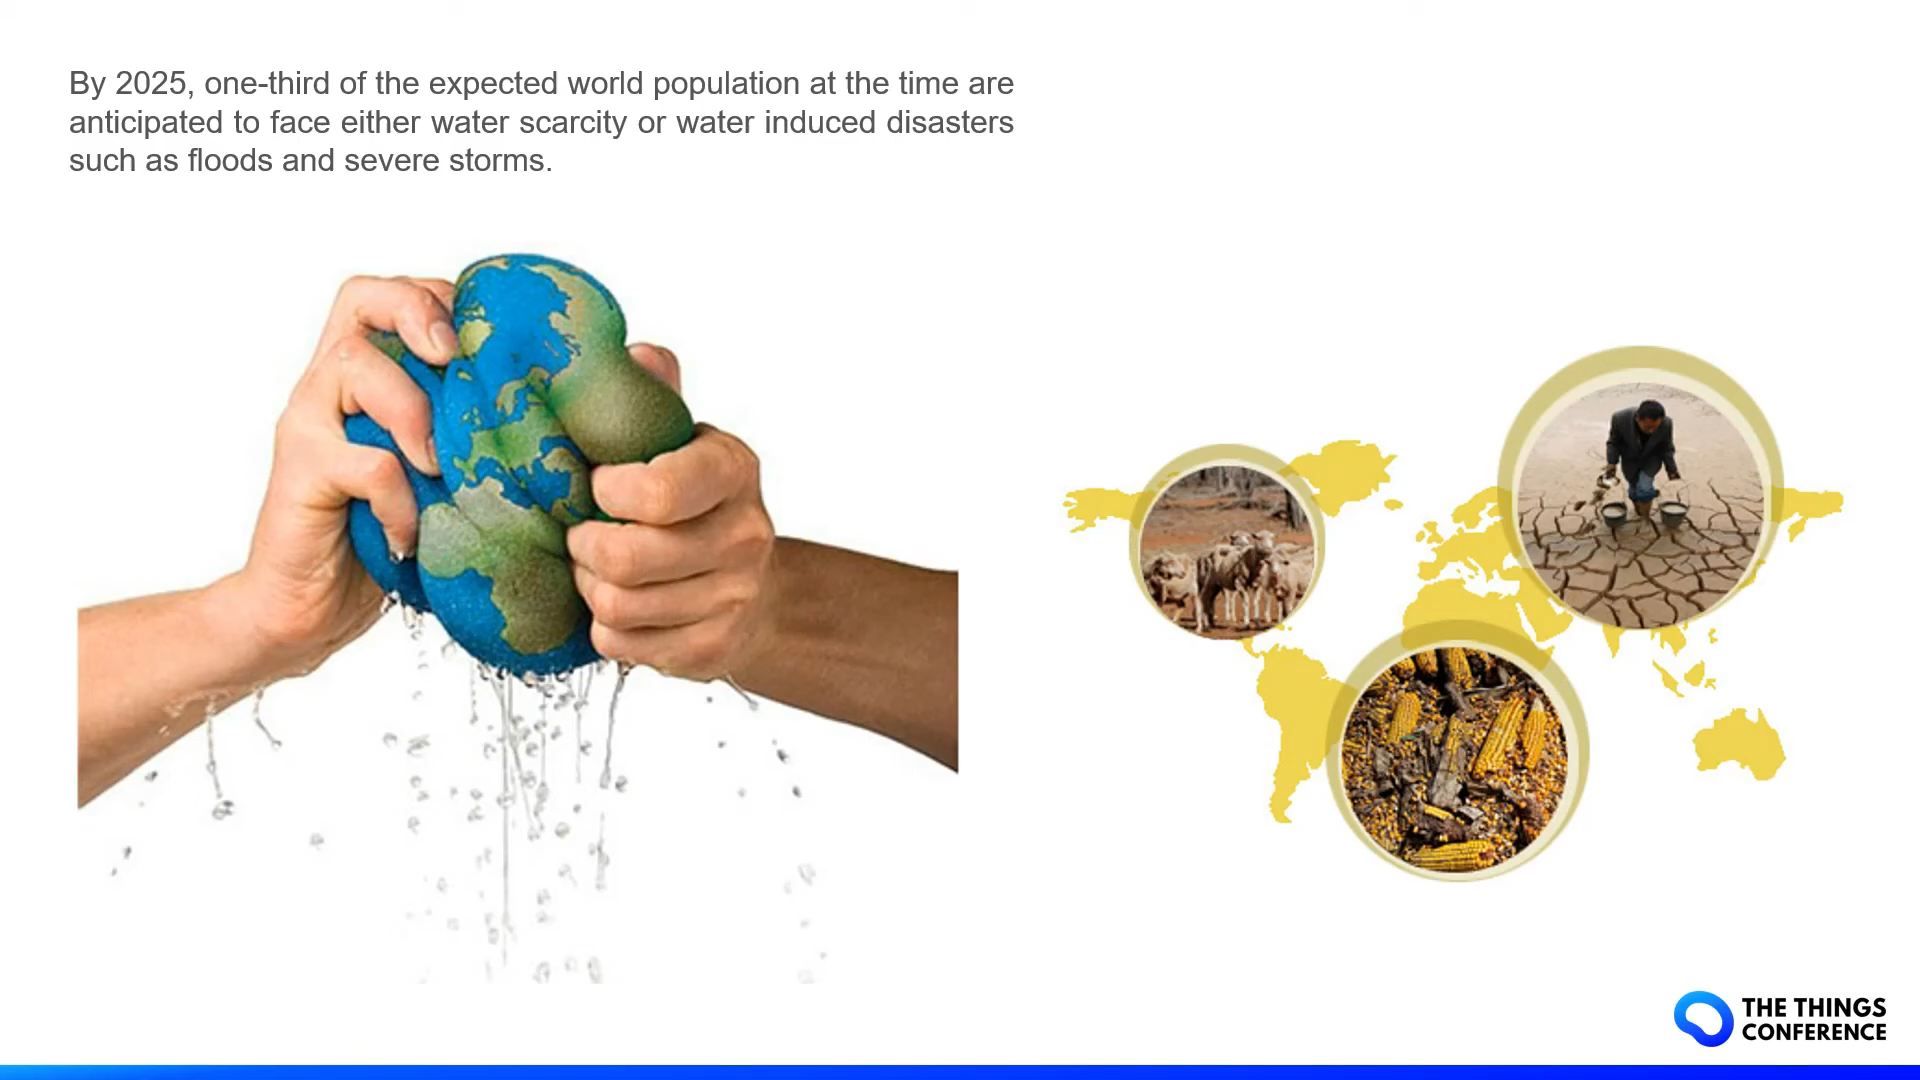 By 2025, one-third of the expected world population at the time are
anticipated to face either water scarcity or water induced disasters
such as floods and severe storms.
THE THINGS
CONFERENCE